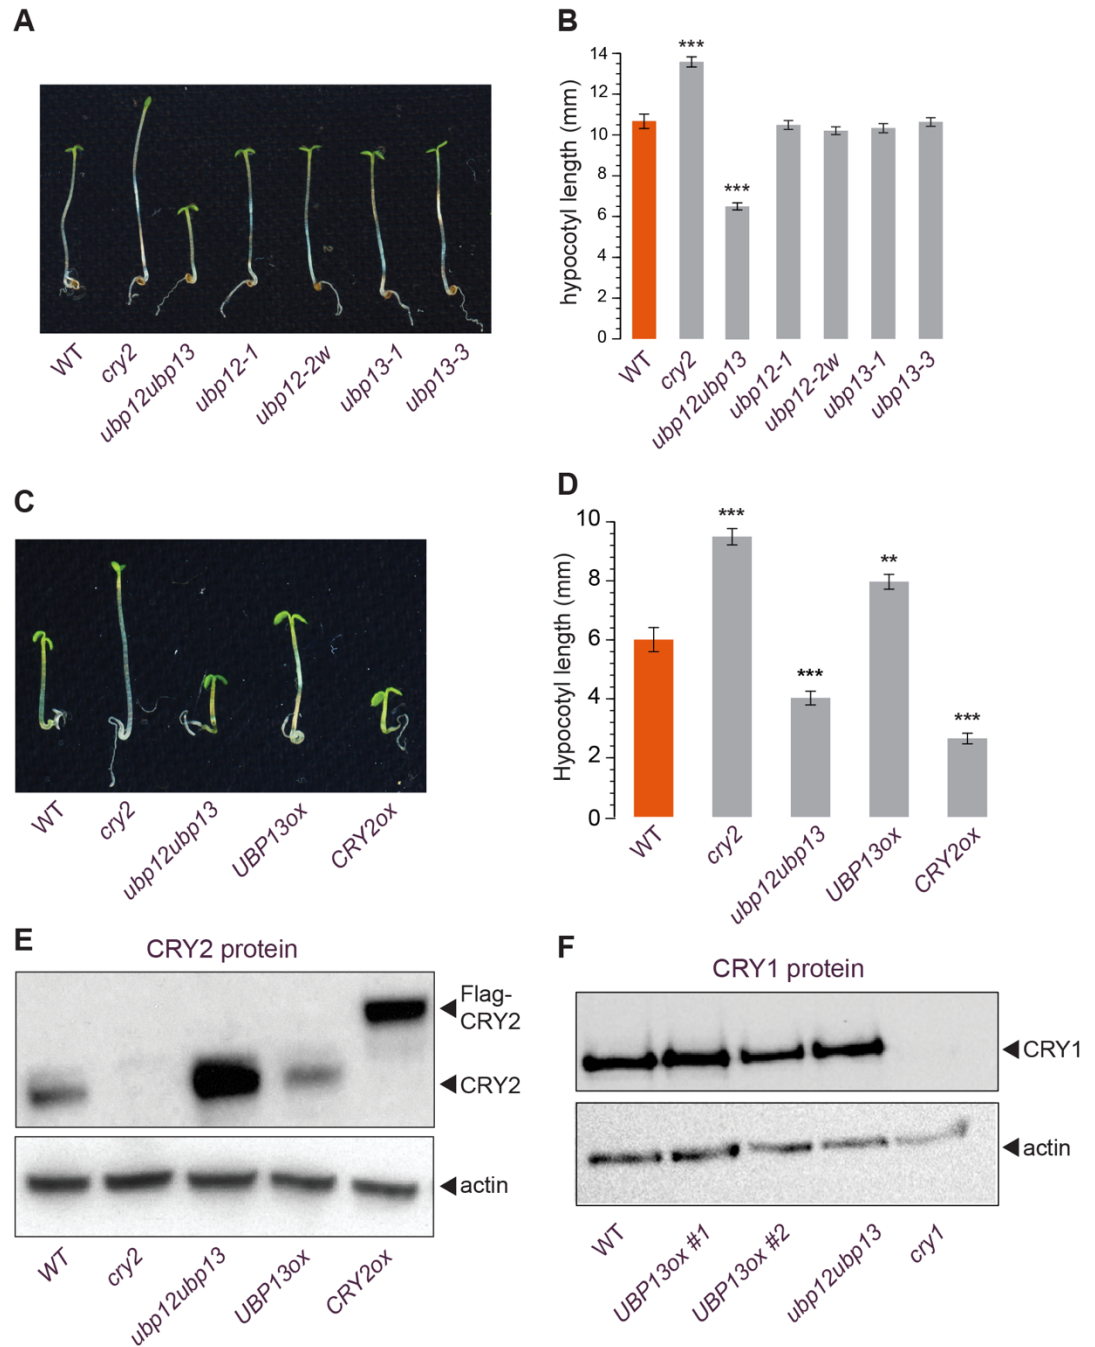 A
WT
cry2
ubp12ubp13
ubp12-1
ubp12-2w
ubp13-1
ubp13-3
B
hypocotyl length (mm)
14
12
10
8
6
4
2
0
***
***
WT
cry2
ubp12ubp13
ubp12-1
ubp12-2w
ubp13-1
ubp13-3
C
WT
cry2
ubp12ubp13
UBP13ox
CRY2ox
D
Hypocotyl length (mm)
10
8
6
4
2
0
***
***
**
***
WT
cry2
ubp12ubp13
UBP13ox
CRY2ox
E
CRY2 protein
Flag-
CRY2
CRY2
actin
WT
cry2
ubp12ubp13
UBP13ox
CRY2ox
F
CRY1 protein
CRY1
actin
WT
UBP13ox #1
UBP13ox #2
ubp12ubp13
cry1